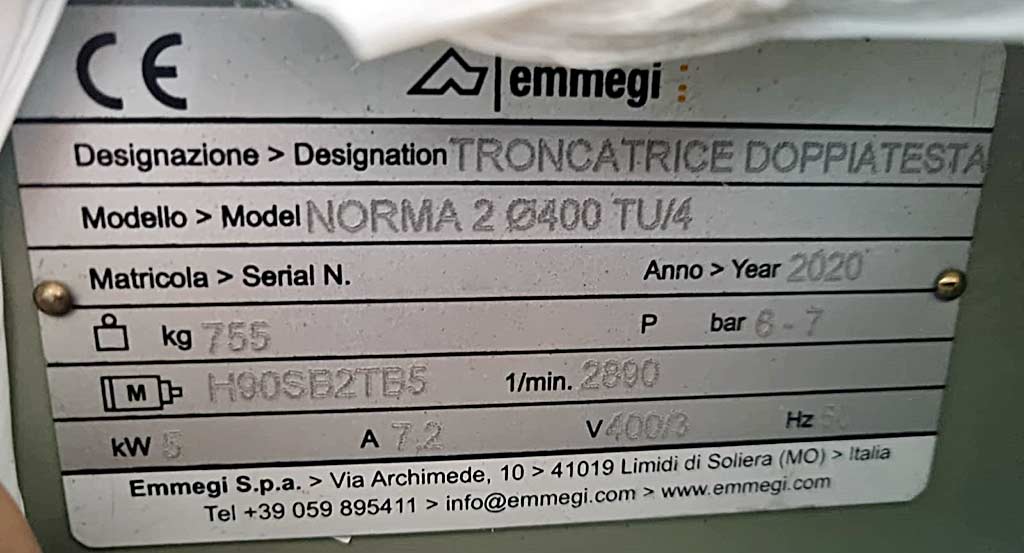 CE emmegi
Designazione > Designation TRONCATRICE DOPPIATESTA
Modello > Model NORMA 2 Ø400 TU/4
Matricola > Serial N. Anno > Year 2020
kg 755 P bar 6 - 7
M H90SB2TB5 1/min. 2890
kW 5 A 7,2 V 400/3 Hz
Emmegi S.p.a. > Via Archimede, 10 > 41019 Limidi di Soliera (MO) > Italia
Tel +39 059 895411 > info@emmegi.com > www.emmegi.com